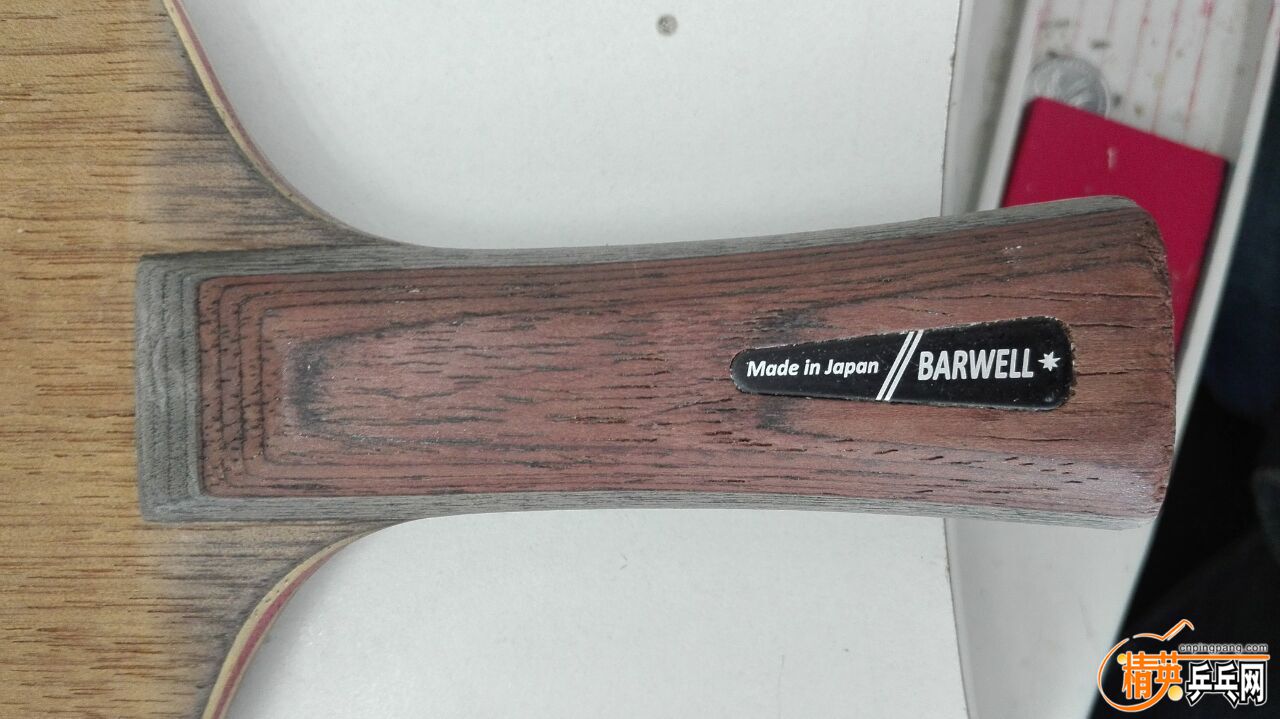 Made in Japan // BARWELL
cnpingpang.com
精英乒乓网